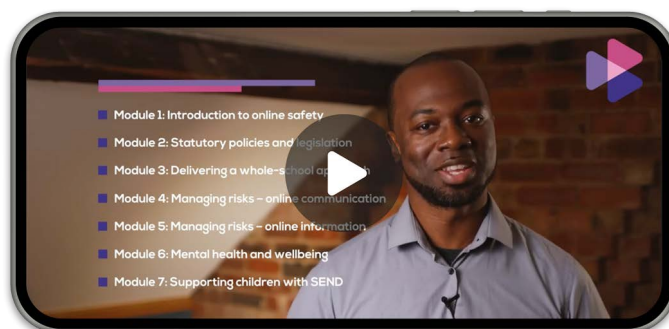 Module 1: Introduction to online safety
Module 2: Statutory policies and legislation
Module 3: Delivering a whole-school approach
Module 4: Managing risks – online communication
Module 5: Managing risks – online information
Module 6: Mental health and wellbeing
Module 7: Supporting children with SEND